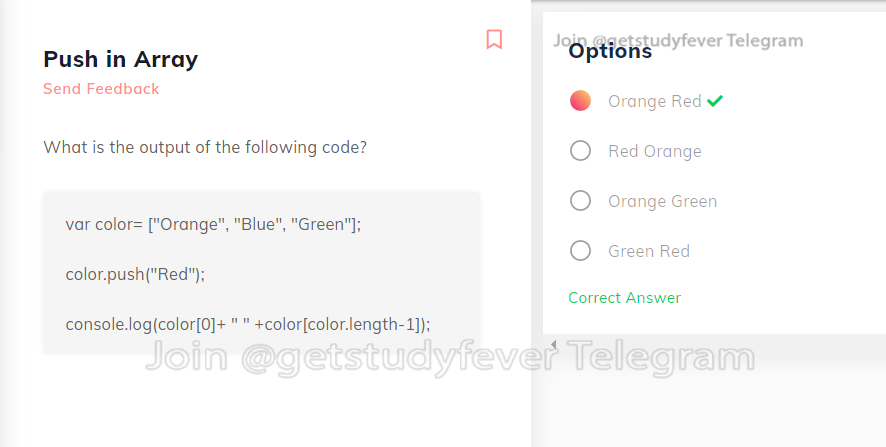 Push in Array
Send Feedback
What is the output of the following code?
var color= ["Orange", "Blue", "Green"];
color.push("Red");
console.log(color[0]+ " " +color[color.length-1]);
Join @getstudyfever Telegram
Join @getstudyfever Telegram
Options
Orange Red
Red Orange
Orange Green
Green Red
Correct Answer